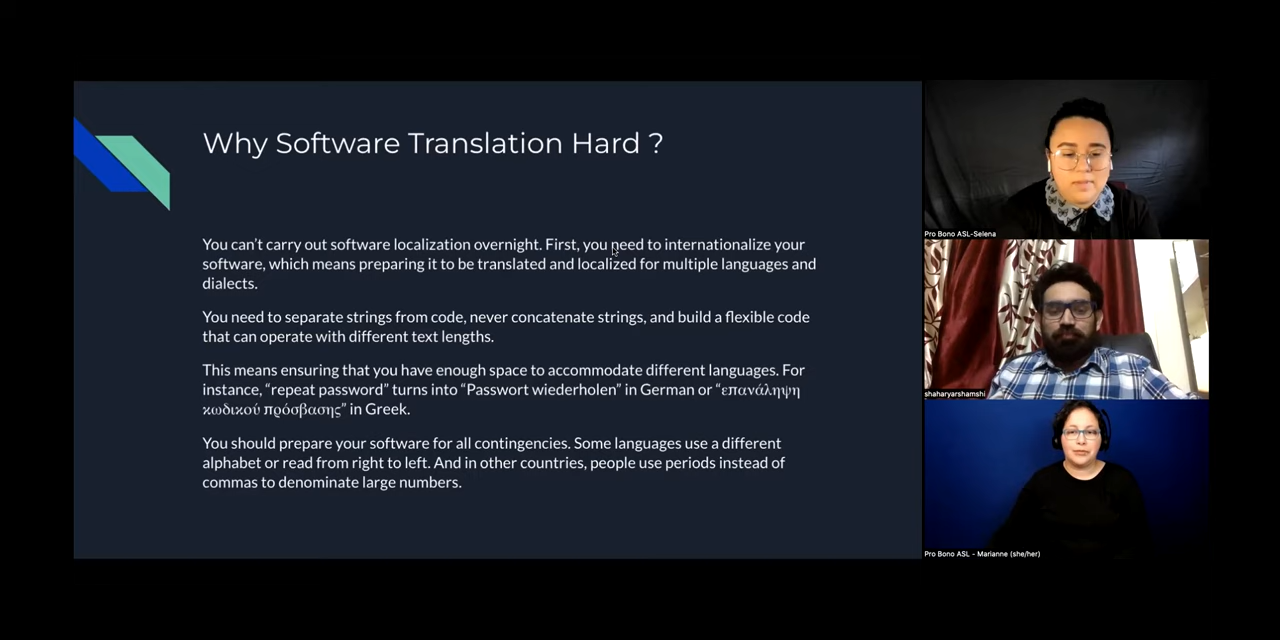 Why Software Translation Hard ?
You can't carry out software localization overnight. First, you need to internationalize your
software, which means preparing it to be translated and localized for multiple languages and
dialects.
You need to separate strings from code, never concatenate strings, and build a flexible code
that can operate with different text lengths.
This means ensuring that you have enough space to accommodate different languages. For
instance, “repeat password” turns into “Passwort wiederholen” in German or “επανάληψη
κωδικού πρόσβασης” in Greek.
You should prepare your software for all contingencies. Some languages use a different
alphabet or read from right to left. And in other countries, people use periods instead of
commas to denominate large numbers.
Pro Bono ASL-Selena
shaharyarshamshi
Pro Bono ASL - Marianne (she/her)